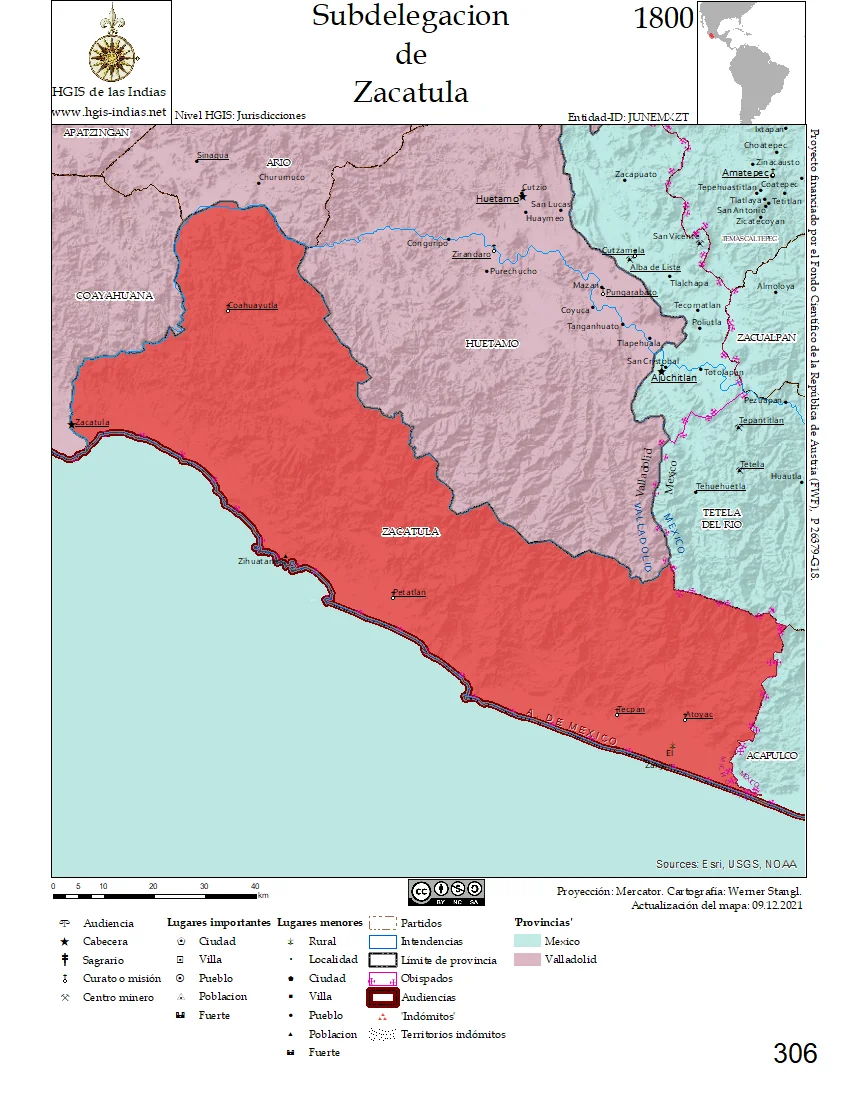 Subdelegacion
de
Zacatula
1800
HGIS de las Indias
www.hgis-indias.net
Nivel HGIS: Jurisdicciones
Entidad-ID: JUNEMXZT
APATZINGAN
Sinagua
ARIO
Churumuco
Ixtapan
Choatepec
Zinacausto
Zacapuato
Amatepec
Tepehuastitlan
Coatepec
Tlatlaya
Tetitlan
San Antonio
Zicatecoyan
Cutzio
Huetamo
San Lucas
Huaymeo
San Vicente
TEMASCALTEPEC
Conguripo
Zirandaro
Cutzamala
Alba de Liste
Purechucho
Tlalchapa
Almoloya
COAYAHUANA
Mazan
Pungarabato
Coahuayutla
Coyuca
Tecomatlan
Tanganhuato
Poliutla
ZACUALPAN
HUETAMO
Tlapehuala
San Cristobal
Totolapan
Ajuchitlan
Pezuapan
Zacatula
Tepantitlan
Valladolid
Mexico
Tetela
Huautla
Tehuehuetla
TETELA
DEL RIO
VALLADOLID
MEXICO
ZACATULA
Zihuatan
Petatlan
Tecpan
Atoyac
A. DE MEXICO
El
ACAPULCO
Sources: Esri, USGS, NOAA
Proyecto financiado por el Fondo Científico de la República de Austria (FWF), P 26379-G18.
0 5 10 20 30 40
km
CC BY NC SA
Proyección: Mercator. Cartografía: Werner Stangl.
Actualización del mapa: 09.12.2021
Audiencia
Cabecera
Sagrario
Curato o misión
Centro minero
Lugares importantes
Ciudad
Villa
Pueblo
Poblacion
Fuerte
Lugares menores
Rural
Localidad
Ciudad
Villa
Pueblo
Poblacion
Fuerte
Partidos
Intendencias
Límite de provincia
Obispados
Audiencias
'Indómitos'
Territorios indómitos
'Provincias'
Mexico
Valladolid
306